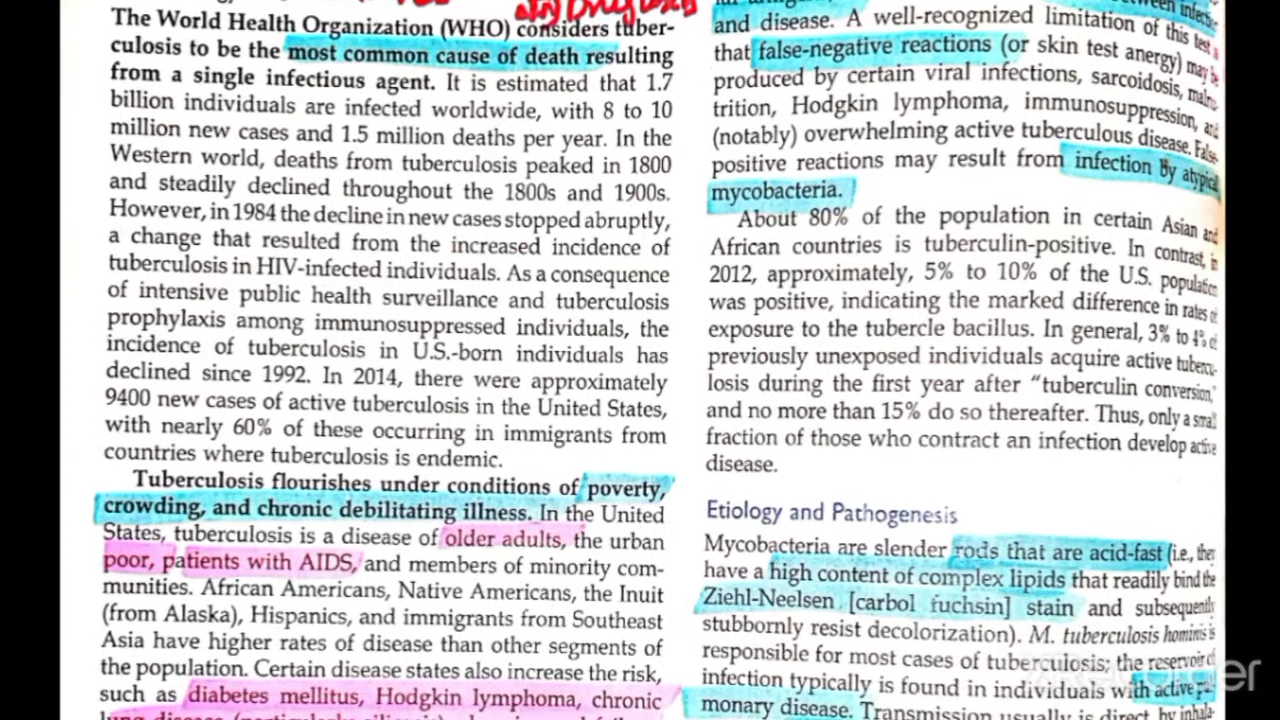 The World Health Organization (WHO) considers tuber-
culosis to be the most common cause of death resulting
from a single infectious agent. It is estimated that 1.7
billion individuals are infected worldwide, with 8 to 10
million new cases and 1.5 million deaths per year. In the
Western world, deaths from tuberculosis peaked in 1800
and steadily declined throughout the 1800s and 1900s.
However, in 1984 the decline in new cases stopped abruptly,
a change that resulted from the increased incidence of
tuberculosis in HIV-infected individuals. As a consequence
of intensive public health surveillance and tuberculosis
prophylaxis among immunosuppressed individuals, the
incidence of tuberculosis in U.S.-born individuals has
declined since 1992. In 2014, there were approximately
9400 new cases of active tuberculosis in the United States,
with nearly 60% of these occurring in immigrants from
countries where tuberculosis is endemic.
Tuberculosis flourishes under conditions of poverty,
crowding, and chronic debilitating illness. In the United
States, tuberculosis is a disease of older adults, the urban
poor, patients with AIDS, and members of minority com-
munities. African Americans, Native Americans, the Inuit
(from Alaska), Hispanics, and immigrants from Southeast
Asia have higher rates of disease than other segments of
the population. Certain disease states also increase the risk,
such as diabetes mellitus, Hodgkin lymphoma, chronic
between
and disease. A well-recognized limitation of this test is
that false-negative reactions (or skin test anergy) may be
produced by certain viral infections, sarcoidosis, malnu-
trition, Hodgkin lymphoma, immunosuppression, and
(notably) overwhelming active tuberculous disease. False-
positive reactions may result from infection by atypical
mycobacteria.
About 80% of the population in certain Asian and
African countries is tuberculin-positive. In contrast, in
2012, approximately, 5% to 10% of the U.S. population
was positive, indicating the marked difference in rates of
exposure to the tubercle bacillus. In general, 3% to 4% of
previously unexposed individuals acquire active tubercu-
losis during the first year after "tuberculin conversion,"
and no more than 15% do so thereafter. Thus, only a small
fraction of those who contract an infection develop active
disease.
Etiology and Pathogenesis
Mycobacteria are slender rods that are acid-fast (i.e., they
have a high content of complex lipids that readily bind the
Ziehl-Neelsen [carbol fuchsin] stain and subsequently
stubbornly resist decolorization). M. tuberculosis hominis is
responsible for most cases of tuberculosis; the reservoir of
infection typically is found in individuals with active pul-
monary disease. Transmission usually is direct, by inhala-